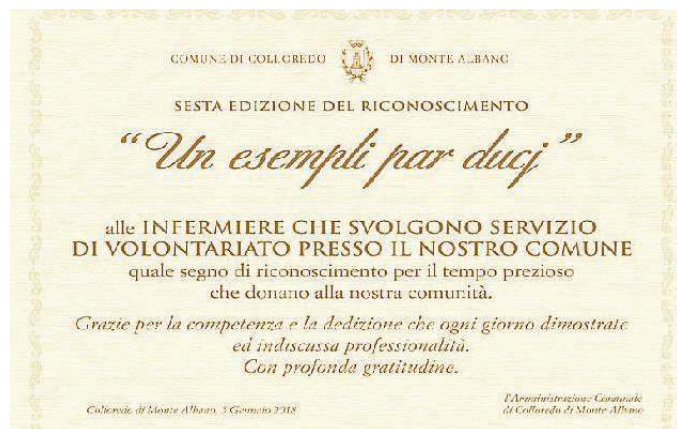 COMUNE DI COLLOREDO DI MONTE ALBANO
SESTA EDIZIONE DEL RICONOSCIMENTO
“Un esempli par ducj”
alle INFERMIERE CHE SVOLGONO SERVIZIO
DI VOLONTARIATO PRESSO IL NOSTRO COMUNE
quale segno di riconoscimento per il tempo prezioso
che donano alla nostra comunità.
Grazie per la competenza e la dedizione che ogni giorno dimostrate
ed indiscussa professionalità.
Con profonda gratitudine.
Colloredo di Monte Albano, 5 Gennaio 2018
l'Amministrazione Comunale
di Colloredo di Monte Albano